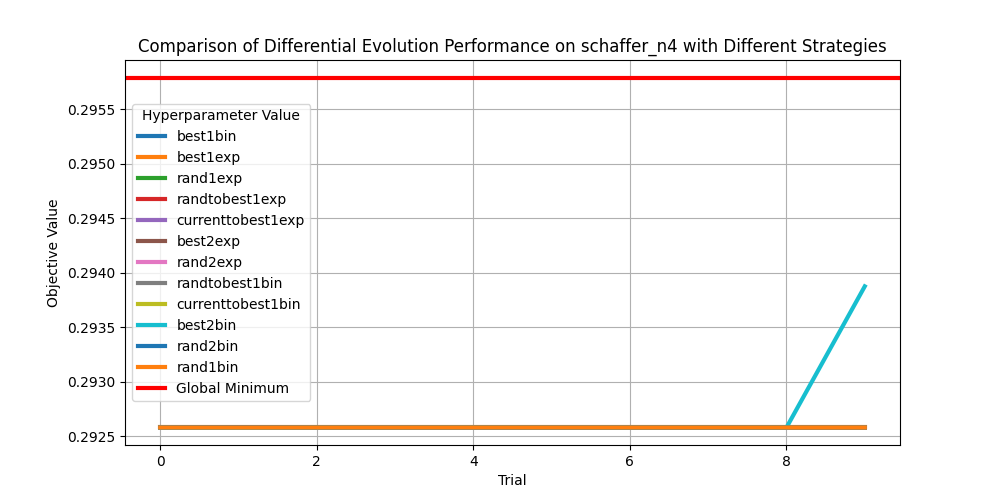 Comparison of Differential Evolution Performance on schaffer_n4 with Different Strategies
Objective Value
0.2955
0.2950
0.2945
0.2940
0.2935
0.2930
0.2925
Hyperparameter Value
best1bin
best1exp
rand1exp
randtobest1exp
currenttobest1exp
best2exp
rand2exp
randtobest1bin
currenttobest1bin
best2bin
rand2bin
rand1bin
Global Minimum
0 2 4 6 8
Trial